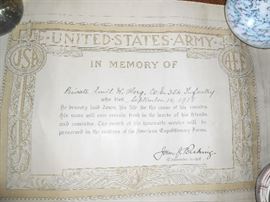 UNITED·STATES·ARMY
USA
AEF
IN MEMORY OF
Private Emil W. Co. Infantry
who died September 1918
He bravely laid down his life for the cause of his country.
His name will ever remain fresh in the hearts of his friends
and comrades. The record of his honorable service will be
preserved in the archives of the American Expeditionary Forces.
John J. Pershing